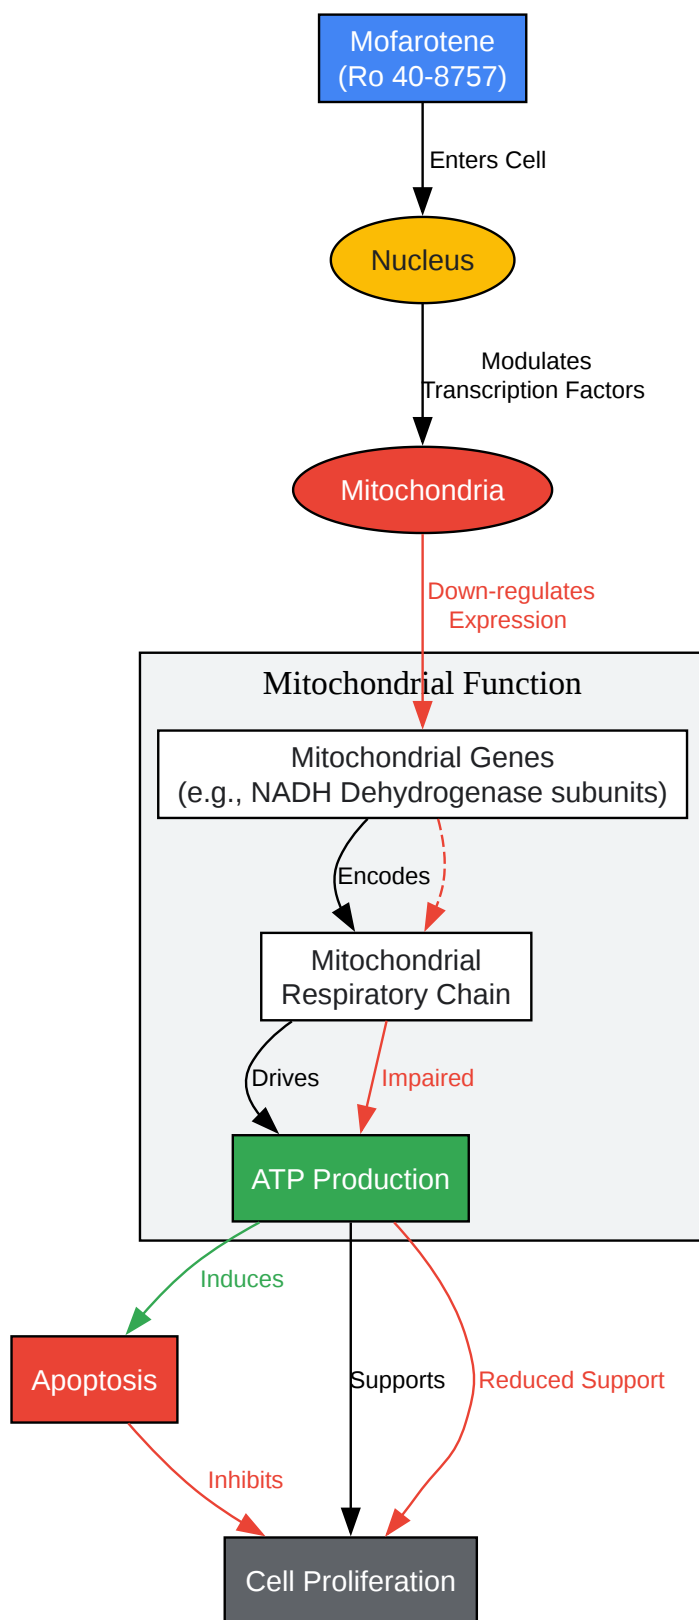 Mofarotene
(Ro 40-8757)
Enters Cell
Nucleus
Modulates
Transcription Factors
Mitochondria
Down-regulates
Expression
Mitochondrial Function
Mitochondrial Genes
(e.g., NADH Dehydrogenase subunits)
Encodes
Mitochondrial
Respiratory Chain
Drives
Impaired
ATP Production
Induces
Apoptosis
Supports
Reduced Support
Inhibits
Cell Proliferation